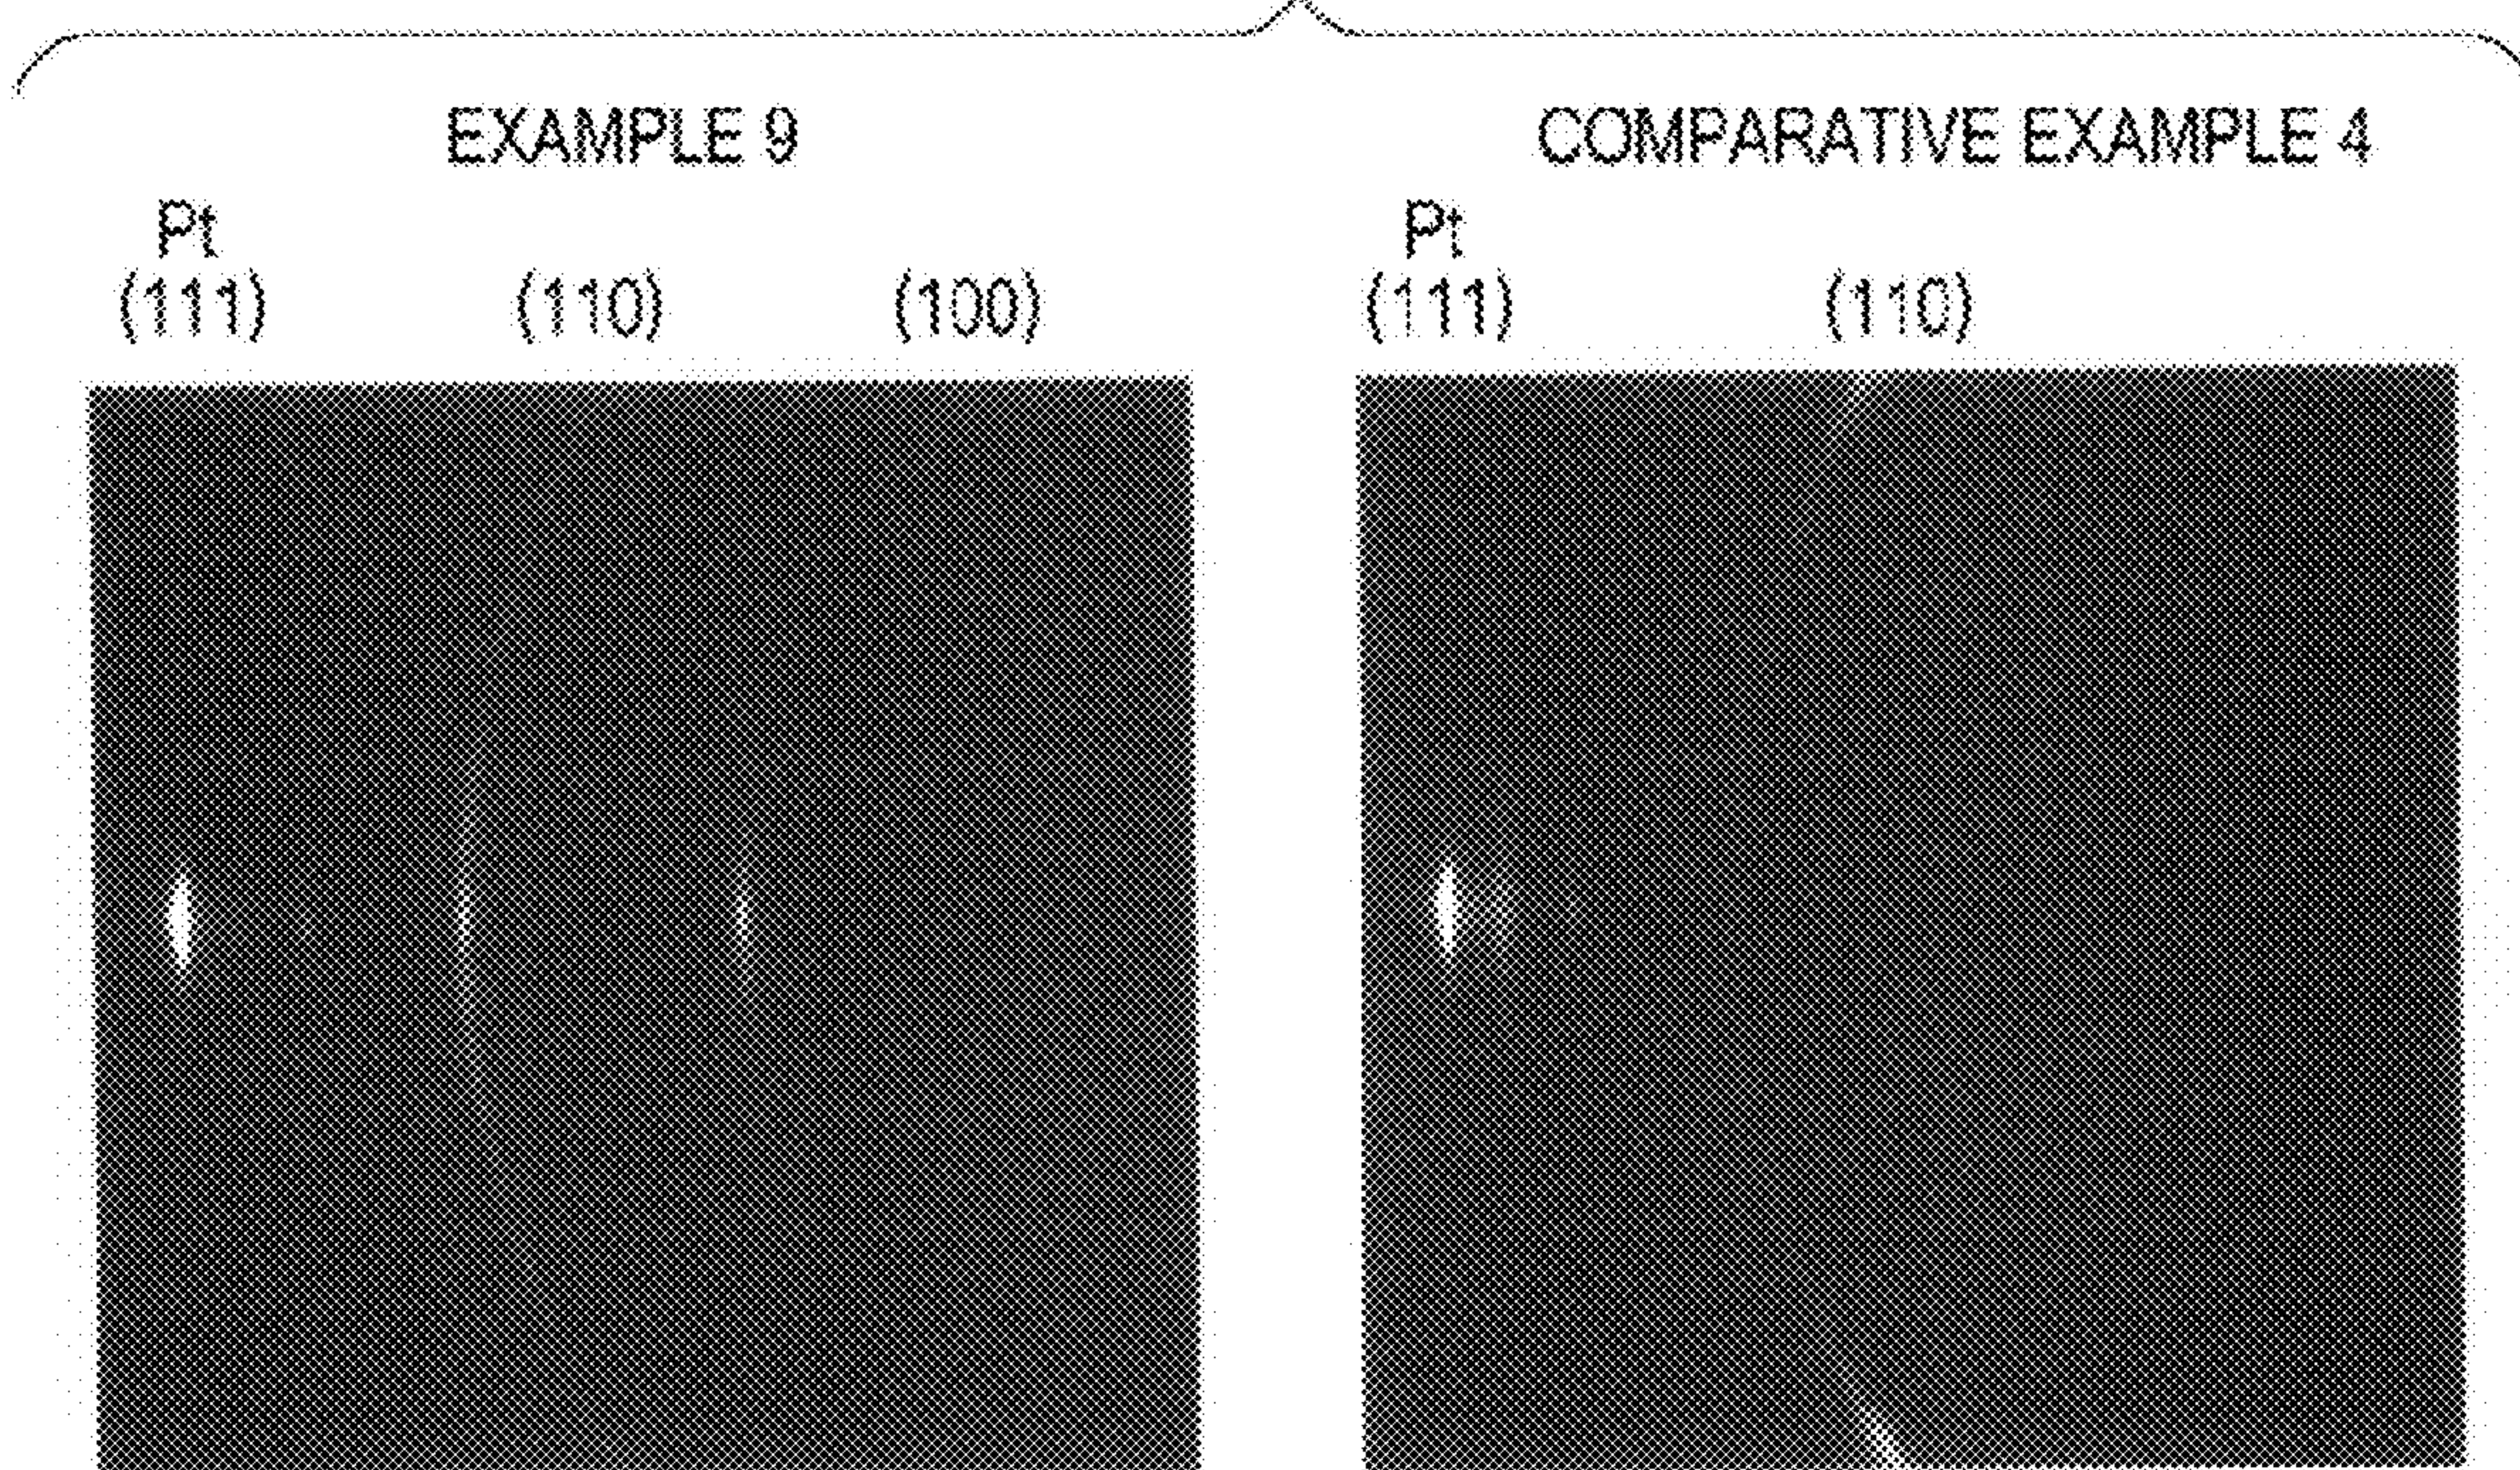 EXAMPLE 9
COMPARATIVE EXAMPLE 4
Pt
(111)
(110)
(100)
Pt
(111)
(110)